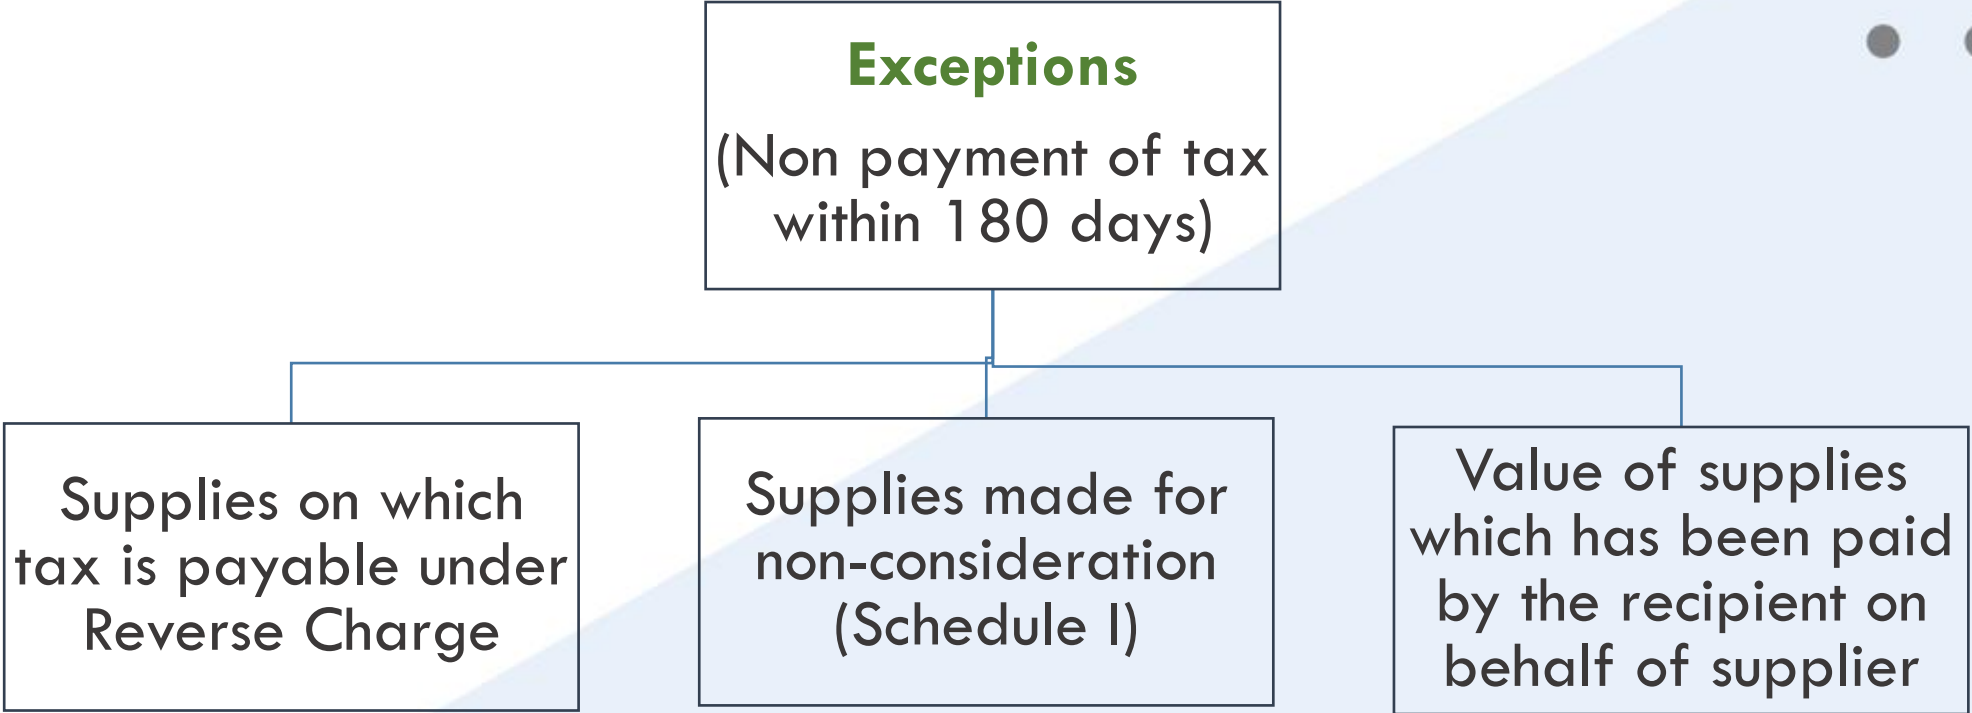 Exceptions
(Non payment of tax
within 180 days)
Supplies on which
tax is payable under
Reverse Charge
Supplies made for
non-consideration
(Schedule I)
Value of supplies
which has been paid
by the recipient on
behalf of supplier